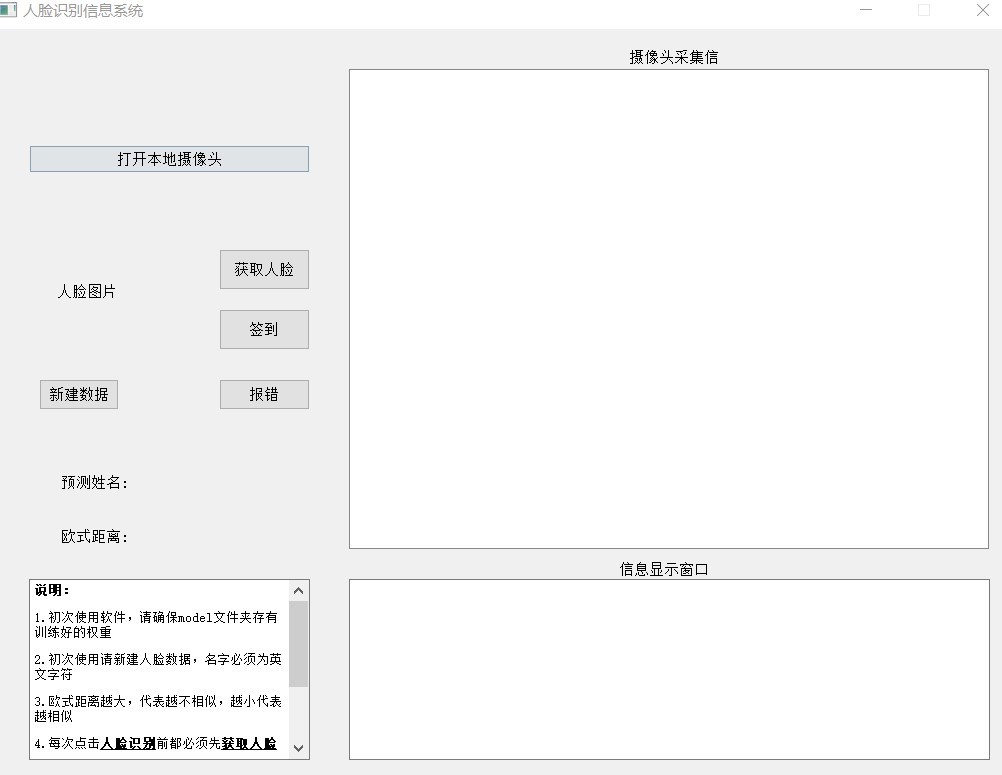 人脸识别信息系统
摄像头采集信
打开本地摄像头
获取人脸
人脸图片
签到
新建数据
报错
预测姓名:
欧式距离:
信息显示窗口
说明:
1.初次使用软件，请确保model文件夹存有
训练好的权重
2.初次使用请新建人脸数据，名字必须为英
文字符
3.欧式距离越大，代表越不相似，越小代表
越相似
4.每次点击人脸识别前都必须先获取人脸